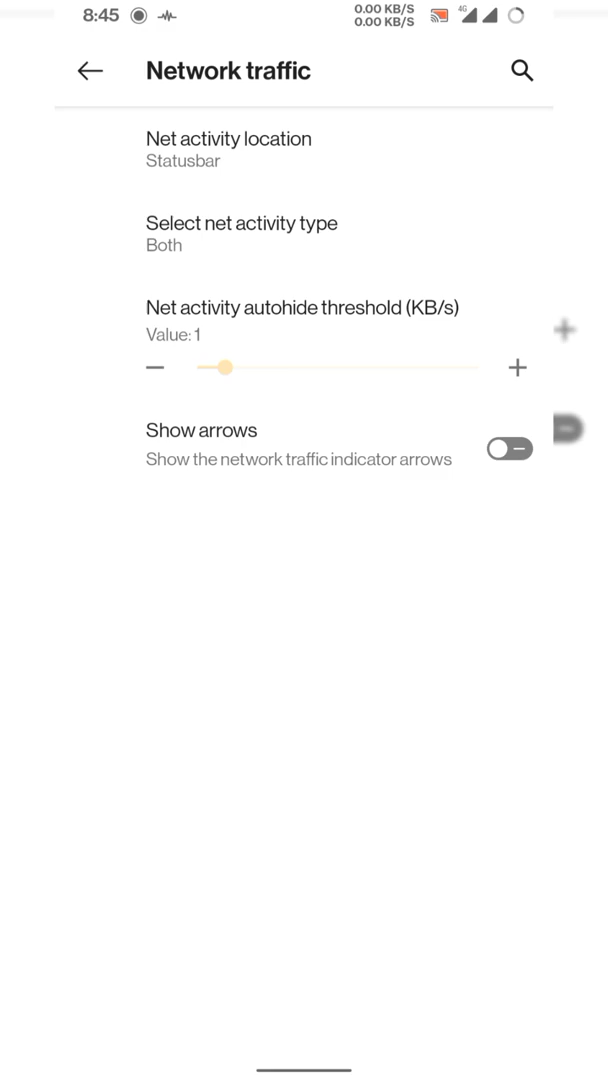 8:45
0.00 KB/S
0.00 KB/S
4G
Network traffic
Net activity location
Statusbar
Select net activity type
Both
Net activity autohide threshold (KB/s)
Value: 1
Show arrows
Show the network traffic indicator arrows